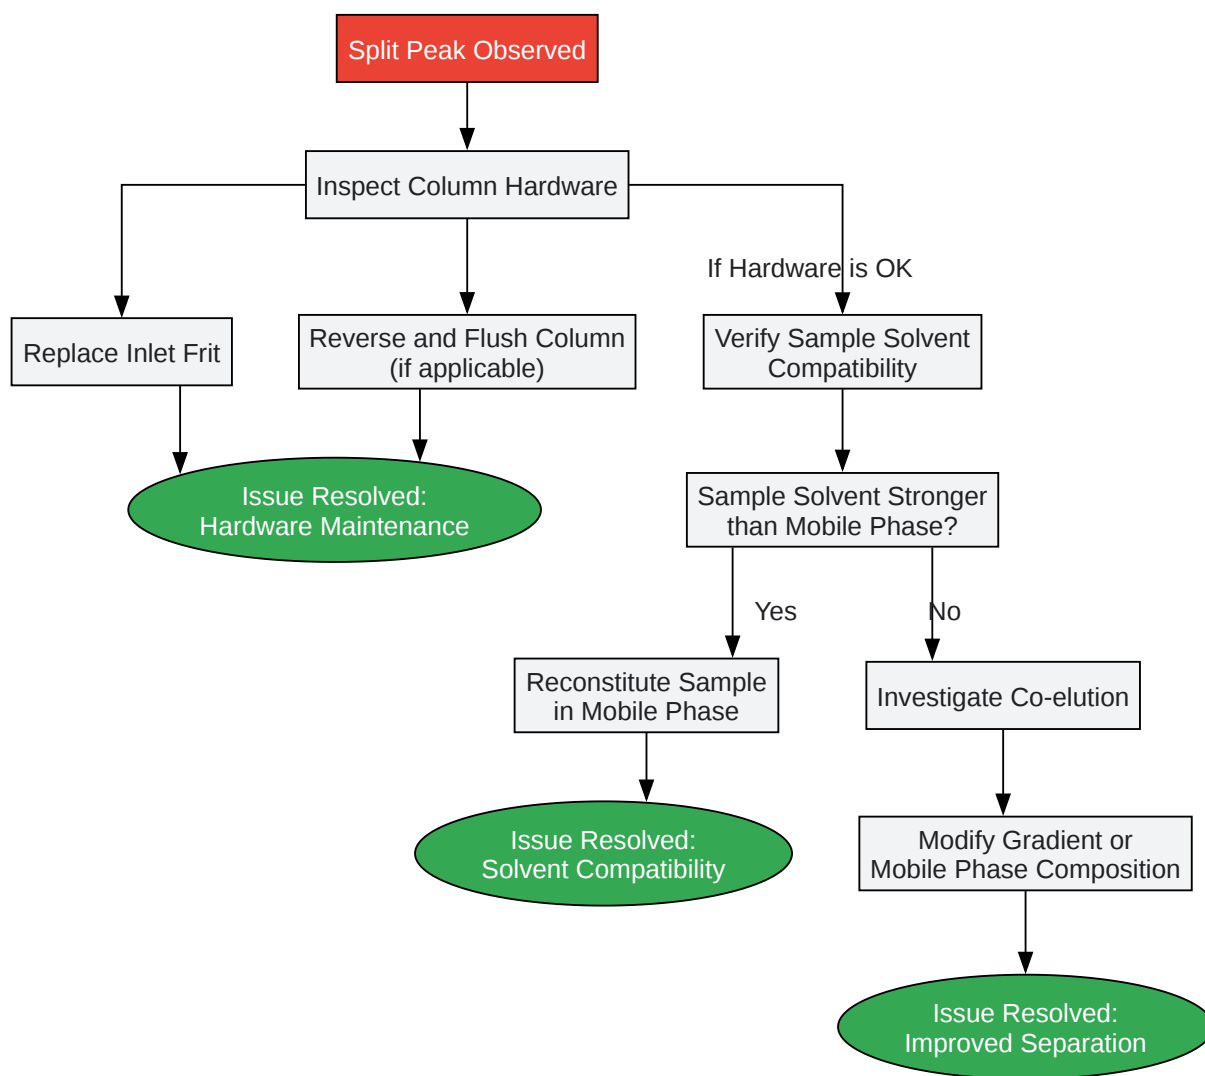 Split Peak Observed
Inspect Column Hardware
If Hardware is OK
Replace Inlet Frit
Reverse and Flush Column
(if applicable)
Verify Sample Solvent
Compatibility
Issue Resolved:
Hardware Maintenance
Sample Solvent Stronger
than Mobile Phase?
Yes
No
Reconstitute Sample
in Mobile Phase
Investigate Co-elution
Issue Resolved:
Solvent Compatibility
Modify Gradient or
Mobile Phase Composition
Issue Resolved:
Improved Separation